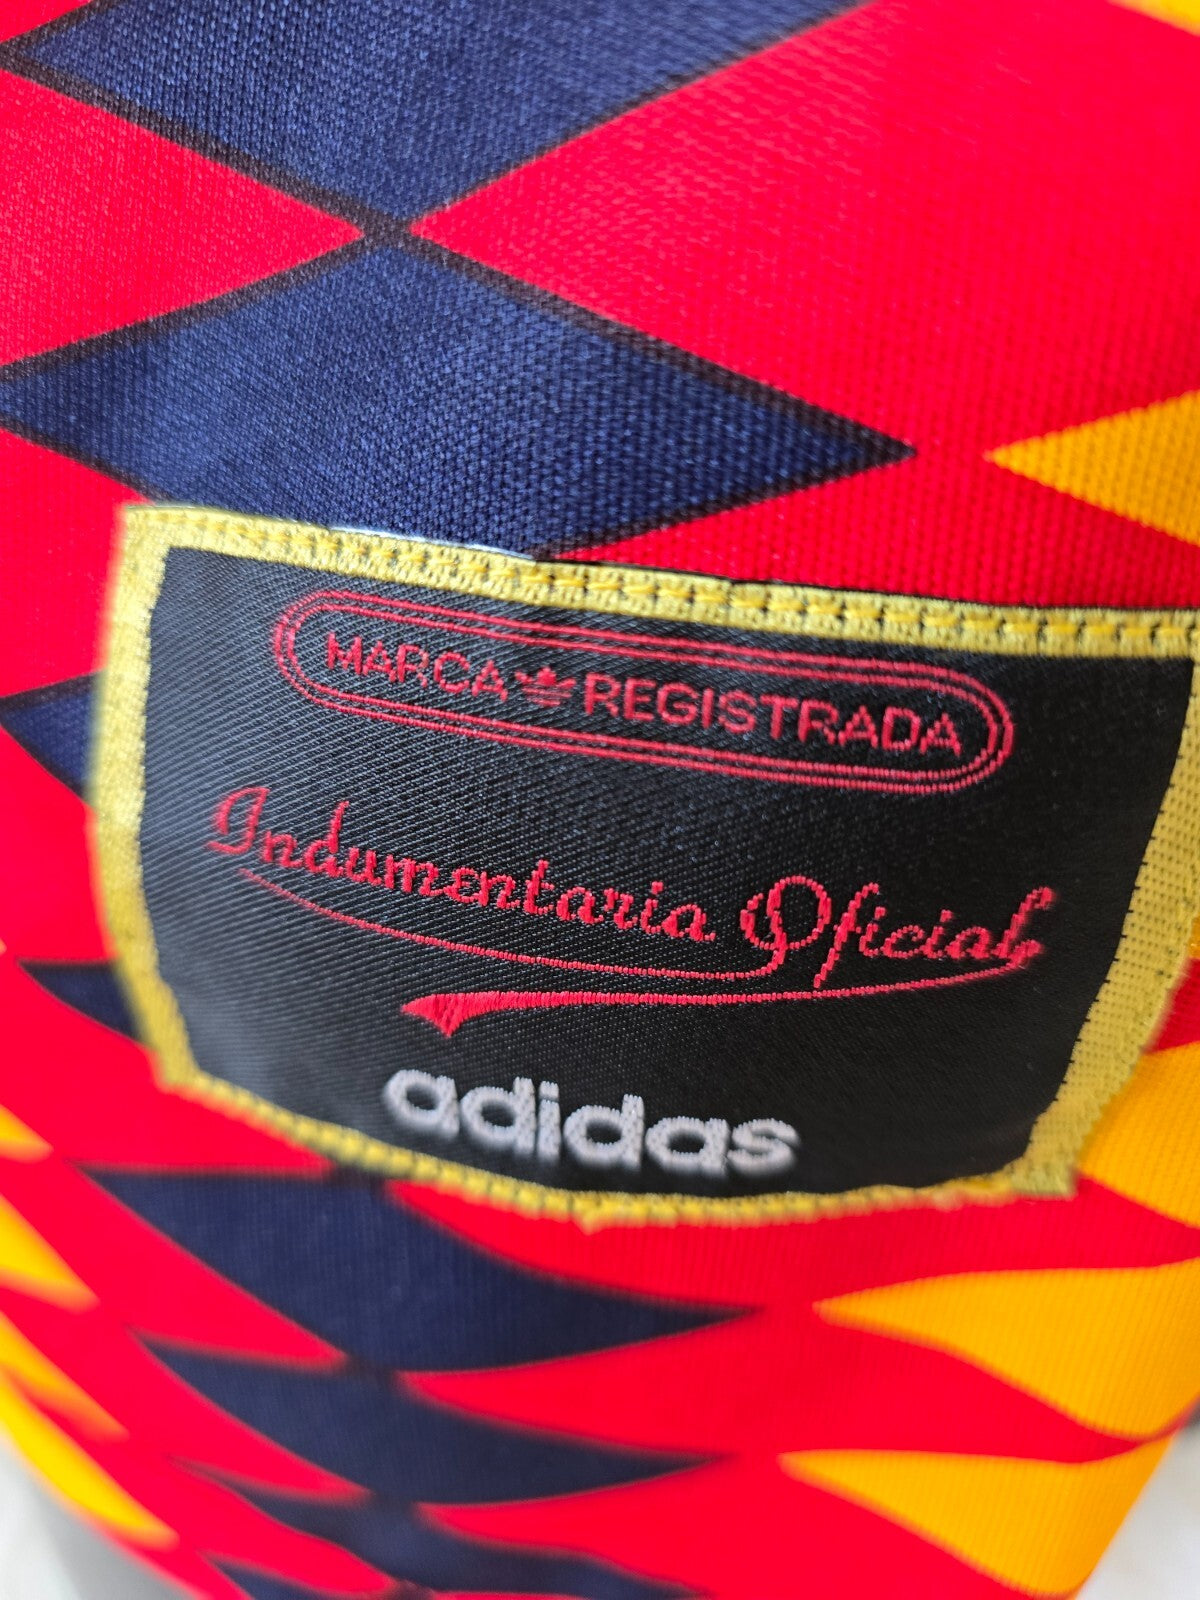 MARCA REGISTRADA
Indumentaria Oficial
adidas